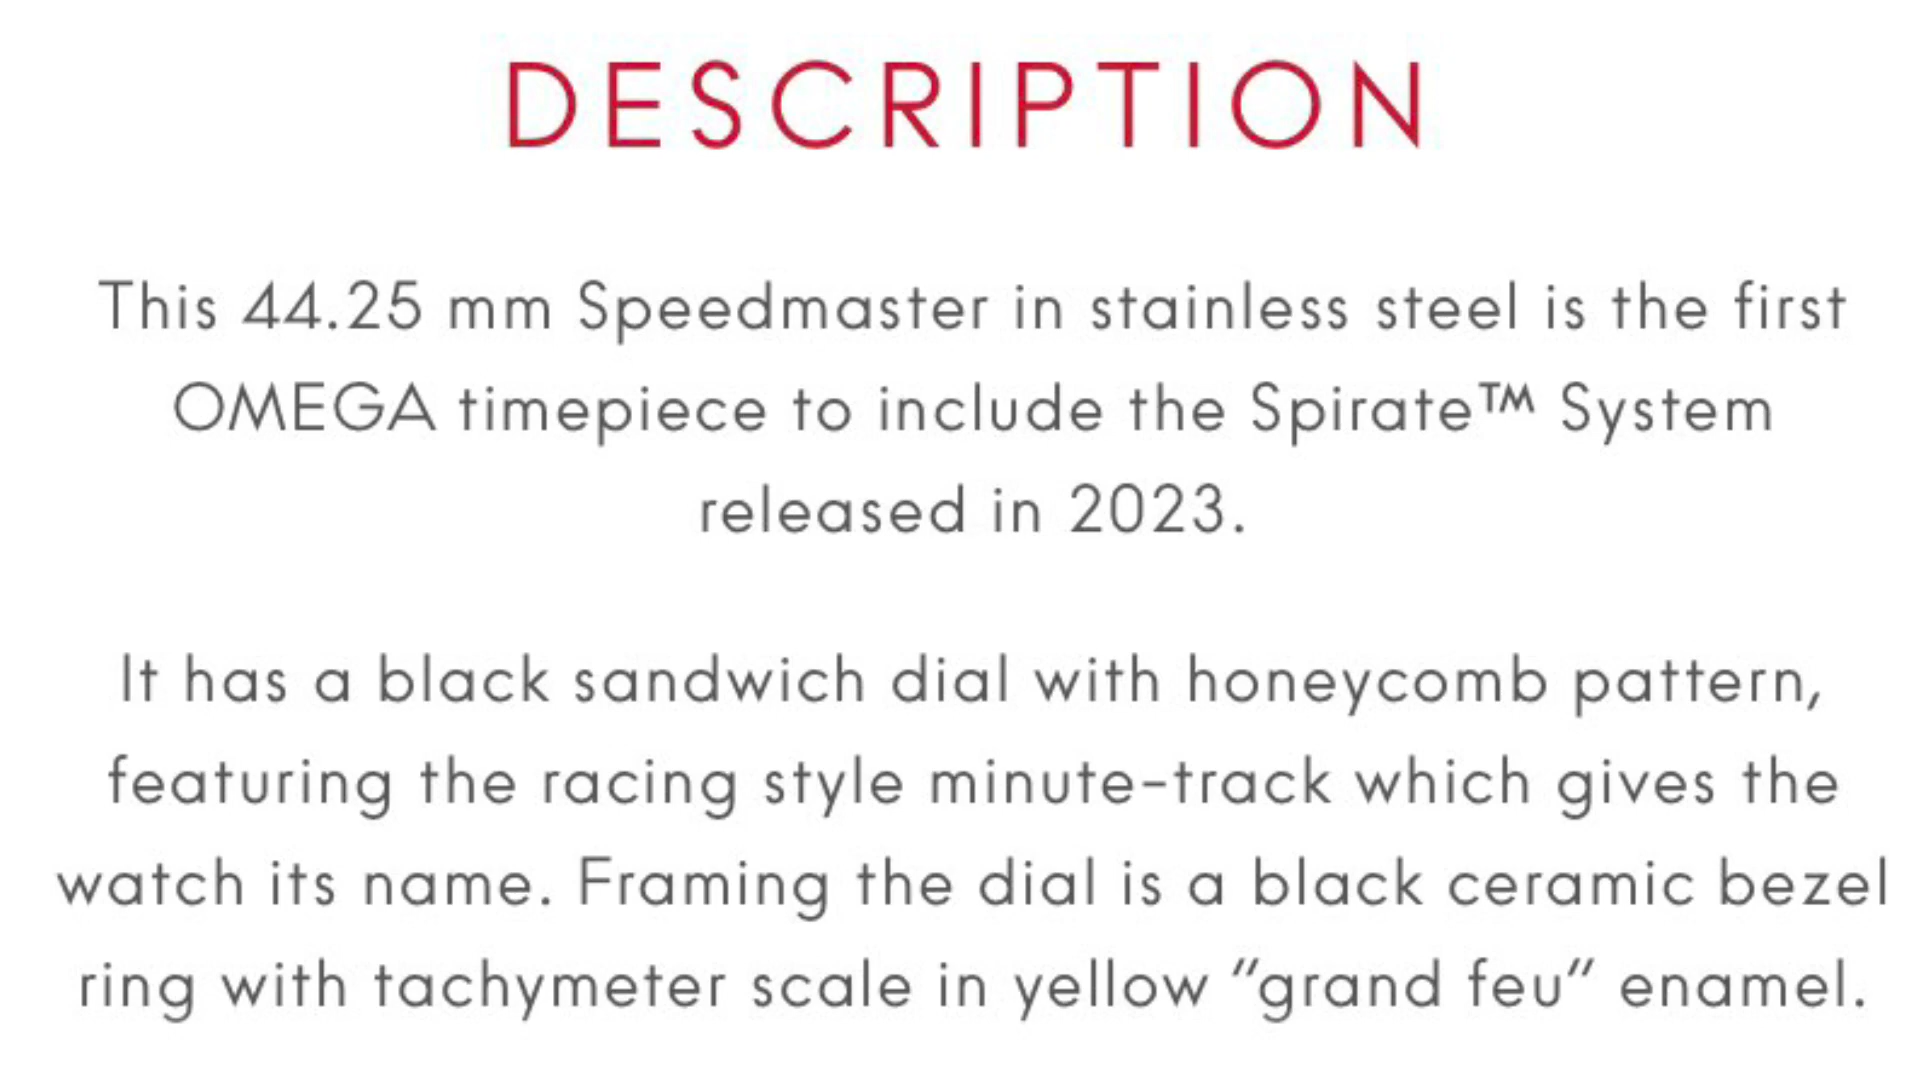 DESCRIPTION
This 44.25 mm Speedmaster in stainless steel is the first
OMEGA timepiece to include the Spirate™ System
released in 2023.
It has a black sandwich dial with honeycomb pattern,
featuring the racing style minute-track which gives the
watch its name. Framing the dial is a black ceramic bezel
ring with tachymeter scale in yellow “grand feu” enamel.